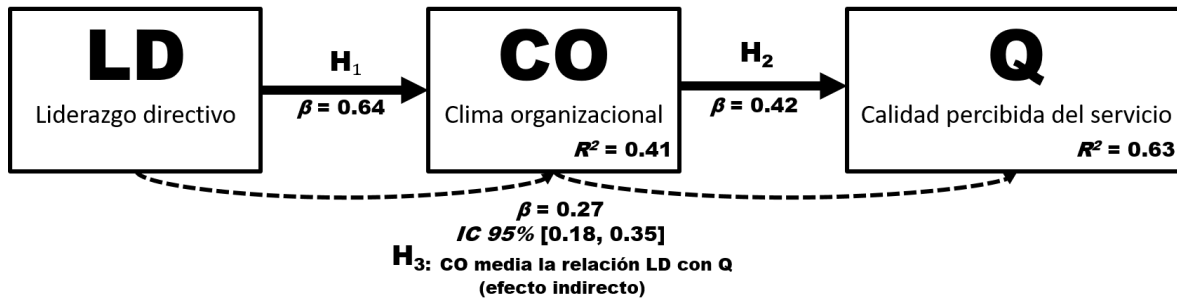 LD
Liderazgo directivo
H₁
β = 0.64
CO
Clima organizacional
R² = 0.41
H₂
β = 0.42
Q
Calidad percibida del servicio
R² = 0.63
β = 0.27
IC 95% [0.18, 0.35]
H₃: CO media la relación LD con Q
(efecto indirecto)